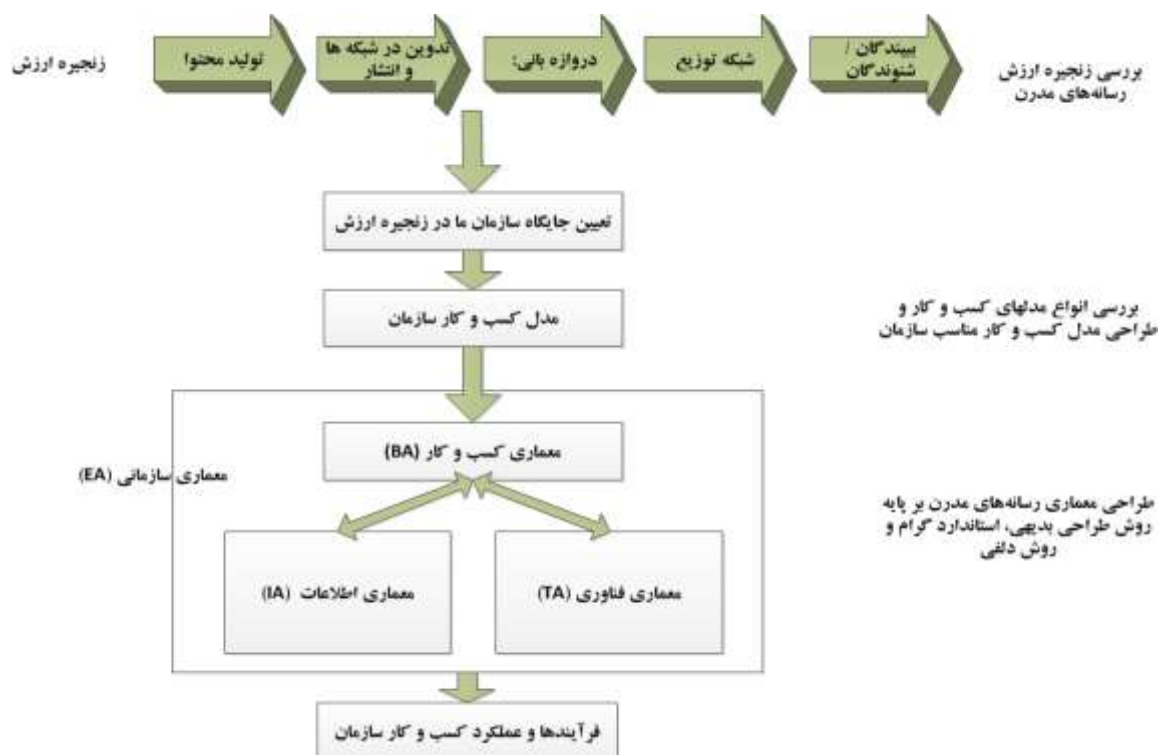 زنجیره ارزش
تولید محتوا
تدوین در شبکه ها
و انتشار
دروازه بانی؛
شبکه توزیع
بینندگان /
شنوندگان
بررسی زنجیره ارزش
رسانه‌های مدرن
تعیین جایگاه سازمان ما در زنجیره ارزش
مدل کسب و کار سازمان
بررسی انواع مدلهای کسب و کار و
طراحی مدل کسب و کار مناسب سازمان
معماری کسب و کار (BA)
معماری سازمانی (EA)
طراحی معماری رسانه‌های مدرن بر پایه
روش طراحی بدیهی، استاندارد گرام و
روش دلفی
معماری فناوری (TA)
معماری اطلاعات (IA)
فرآیندها و عملکرد کسب و کار سازمان